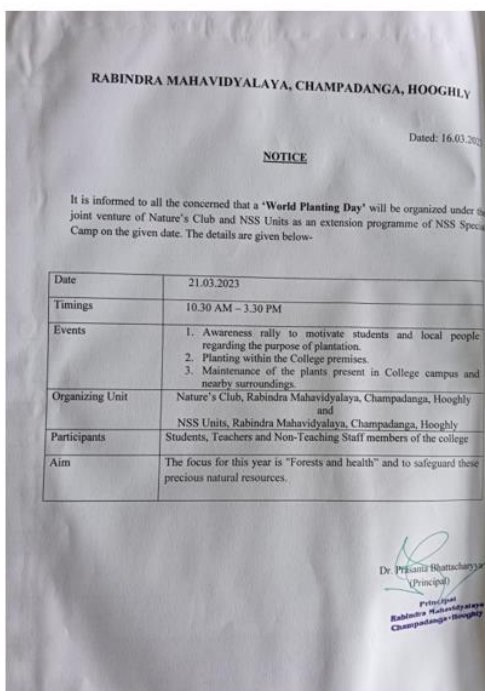 RABINDRA MAHAVIDYALAYA, CHAMPADANGA, HOOGHLY
Dated: 16.03.202
NOTICE
It is informed to all the concerned that a 'World Planting Day' will be organized under the
joint venture of Nature's Club and NSS Units as an extension programme of NSS Specia
Camp on the given date. The details are given below-
Date 21.03.2023
Timings 10.30 AM – 3.30 PM
Events 1. Awareness rally to motivate students and local people
regarding the purpose of plantation.
2. Planting within the College premises.
3. Maintenance of the plants present in College campus and
nearby surroundings.
Organizing Unit Nature's Club, Rabindra Mahavidyalaya, Champadanga, Hooghly
and
NSS Units, Rabindra Mahavidyalaya, Champadanga, Hooghly
Participants Students, Teachers and Non-Teaching Staff members of the college
Aim The focus for this year is "Forests and health" and to safeguard these
precious natural resources.
Dr. Prasanta Bhattacharyya
(Principal)
Principal
Rabindra Mahavidyalaya
Champadanga*Hooghly